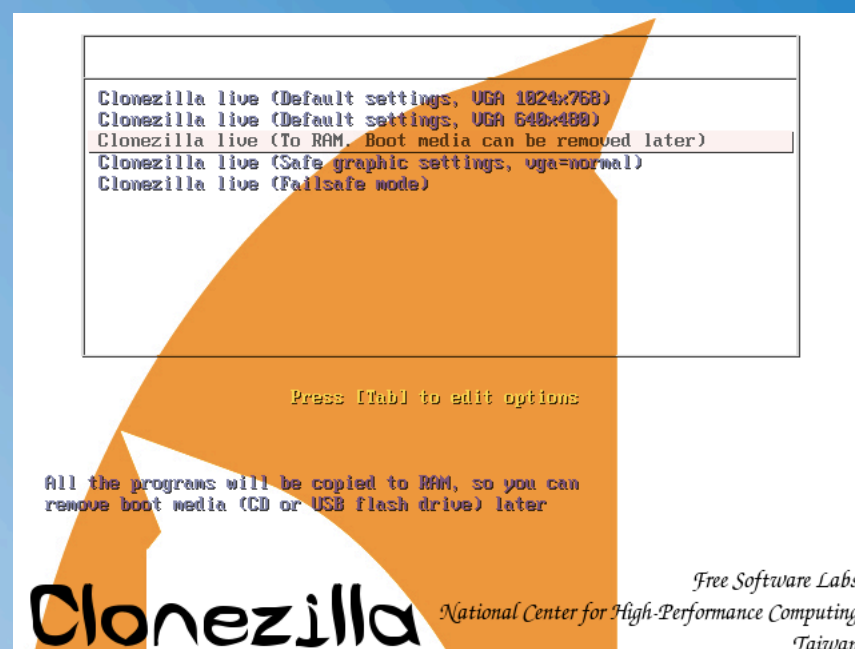 Clonezilla live (Default settings, VGA 1024x768)
Clonezilla live (Default settings, VGA 640x480)
Clonezilla live (To RAM. Boot media can be removed later)
Clonezilla live (Safe graphic settings, vga=normal)
Clonezilla live (Failsafe mode)
Press [Tab] to edit options
All the programs will be copied to RAM, so you can
remove boot media (CD or USB flash drive) later
Free Software Labs
Clonezilla National Center for High-Performance Computing
Taiwan